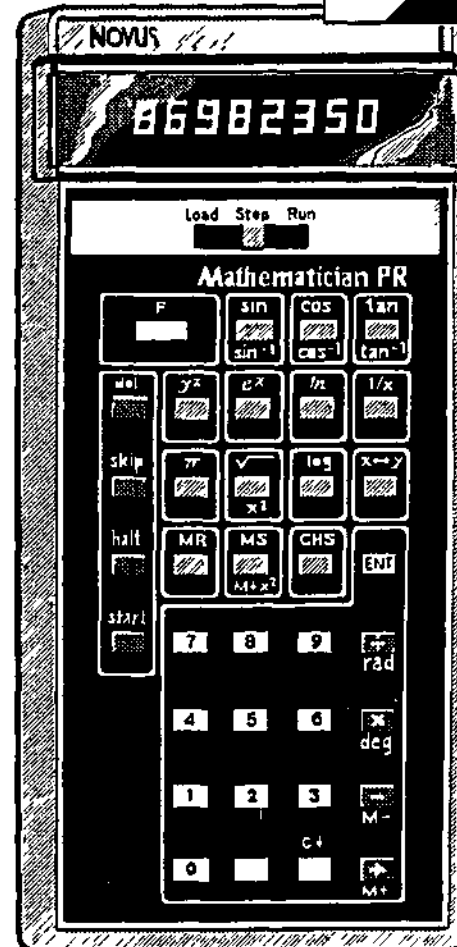 NOVUS
86982350
Load Step Run
Mathematician PR
F sin cos tan
sin⁻¹ cos⁻¹ tan⁻¹
del yˣ eˣ ln 1/x
skip π √ log x↔y
x²
halt MR MS CHS ENT
M+x²
start
7 8 9 ÷
rad
4 5 6 ×
deg
1 2 3 −
M−
0 +
M+